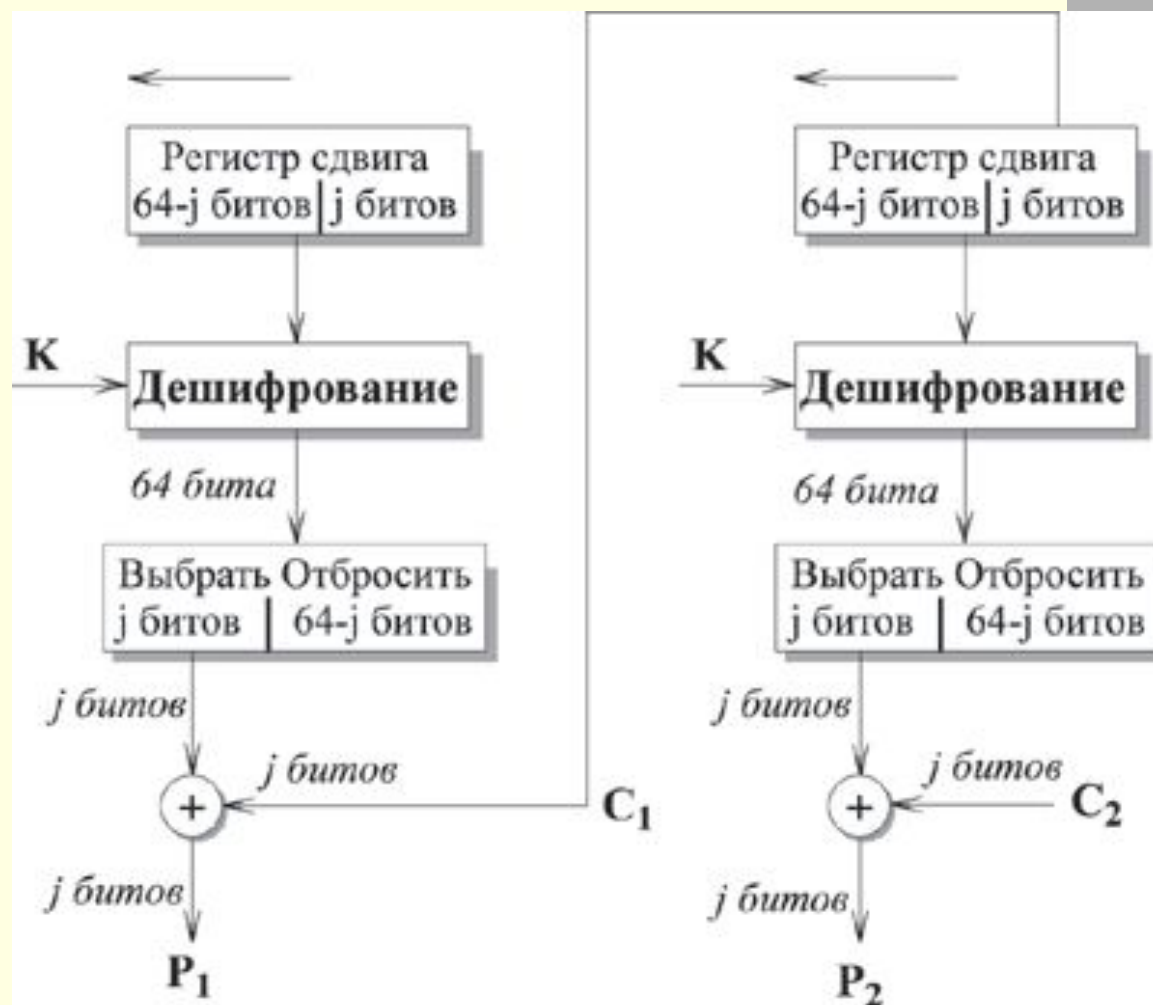 Регистр сдвига
64-j битов | j битов
K
Дешифрование
64 бита
Выбрать Отбросить
j битов | 64-j битов
j битов
j битов
+
C₁
j битов
P₁
Регистр сдвига
64-j битов | j битов
K
Дешифрование
64 бита
Выбрать Отбросить
j битов | 64-j битов
j битов
j битов
+
C₂
j битов
P₂